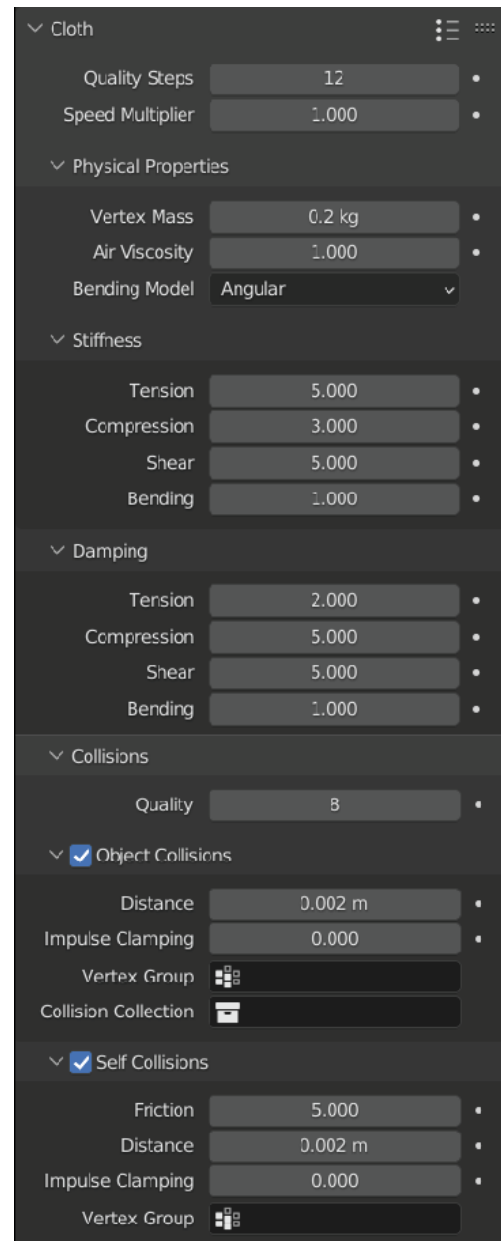 Cloth
Quality Steps 12
Speed Multiplier 1.000
Physical Properties
Vertex Mass 0.2 kg
Air Viscosity 1.000
Bending Model Angular
Stiffness
Tension 5.000
Compression 3.000
Shear 5.000
Bending 1.000
Damping
Tension 2.000
Compression 5.000
Shear 5.000
Bending 1.000
Collisions
Quality 8
Object Collisions
Distance 0.002 m
Impulse Clamping 0.000
Vertex Group
Collision Collection
Self Collisions
Friction 5.000
Distance 0.002 m
Impulse Clamping 0.000
Vertex Group